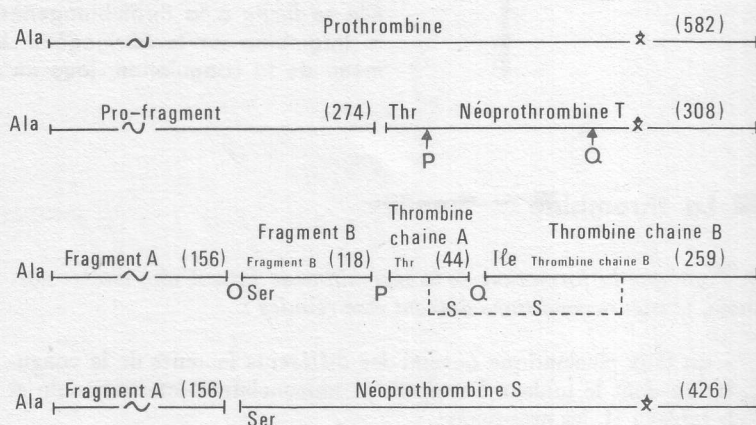 Prothrombine (582)
Ala
Pro-fragment (274) Thr Néoprothrombine T (308)
Ala
P Q
Thrombine
Fragment B chaine A Thrombine chaine B
Fragment A (156) Fragment B (118) Thr (44) Ile Thrombine chaine B (259)
Ala
O Ser P Q
S S
Fragment A (156) Néoprothrombine S (426)
Ala
Ser